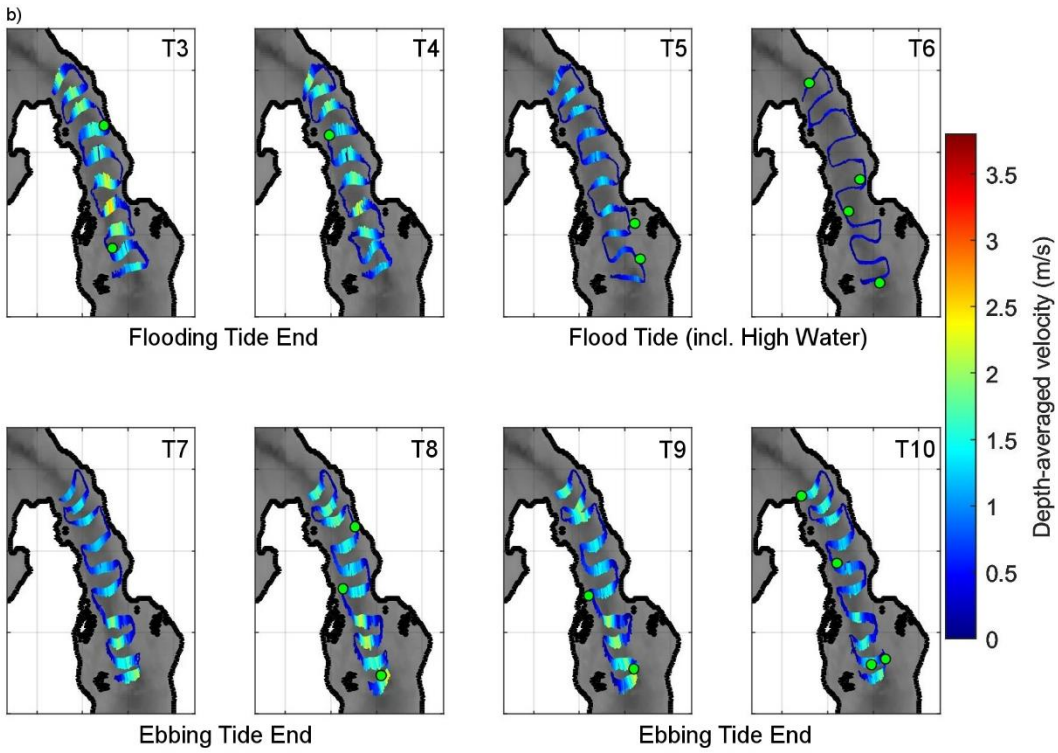 b)
T3
T4
T5
T6
Flooding Tide End
Flood Tide (incl. High Water)
T7
T8
T9
T10
Ebbing Tide End
Ebbing Tide End
3.5
3
2.5
2
1.5
1
0.5
0
Depth-averaged velocity (m/s)